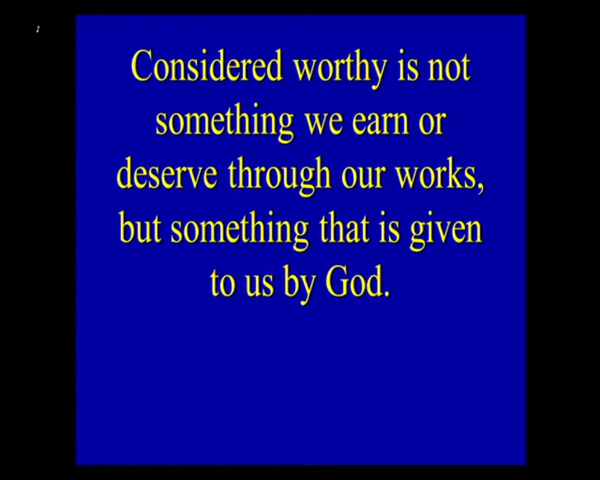 Considered worthy is not
something we earn or
deserve through our works,
but something that is given
to us by God.